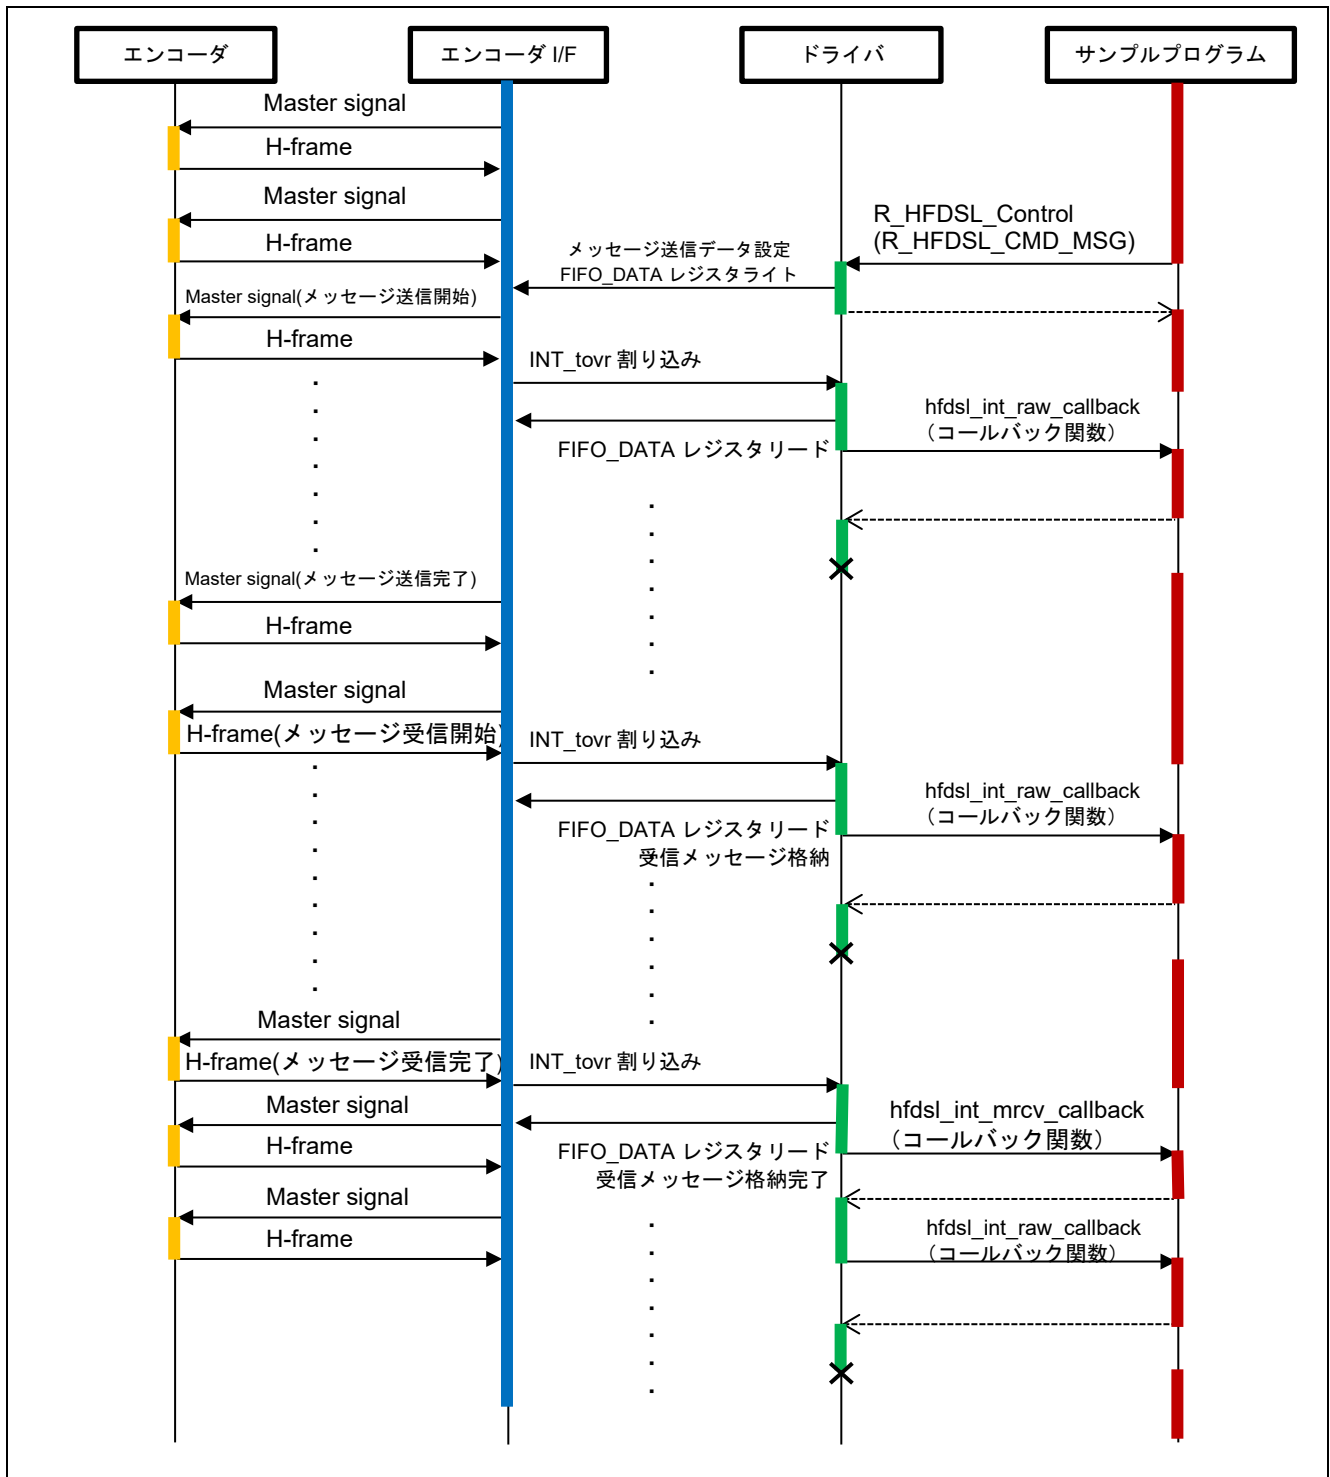 エンコーダ
エンコーダ I/F
ドライバ
サンプルプログラム
Master signal
H-frame
Master signal
H-frame
R_HFDSL_Control
(R_HFDSL_CMD_MSG)
メッセージ送信データ設定
FIFO_DATA レジスタライト
Master signal(メッセージ送信開始)
H-frame
INT_tovr 割り込み
hfdsl_int_raw_callback
（コールバック関数）
FIFO_DATA レジスタリード
Master signal(メッセージ送信完了)
H-frame
Master signal
H-frame(メッセージ受信開始)
INT_tovr 割り込み
hfdsl_int_raw_callback
（コールバック関数）
FIFO_DATA レジスタリード
受信メッセージ格納
Master signal
H-frame(メッセージ受信完了)
INT_tovr 割り込み
Master signal
hfdsl_int_mrcv_callback
（コールバック関数）
H-frame
FIFO_DATA レジスタリード
受信メッセージ格納完了
Master signal
H-frame
hfdsl_int_raw_callback
（コールバック関数）